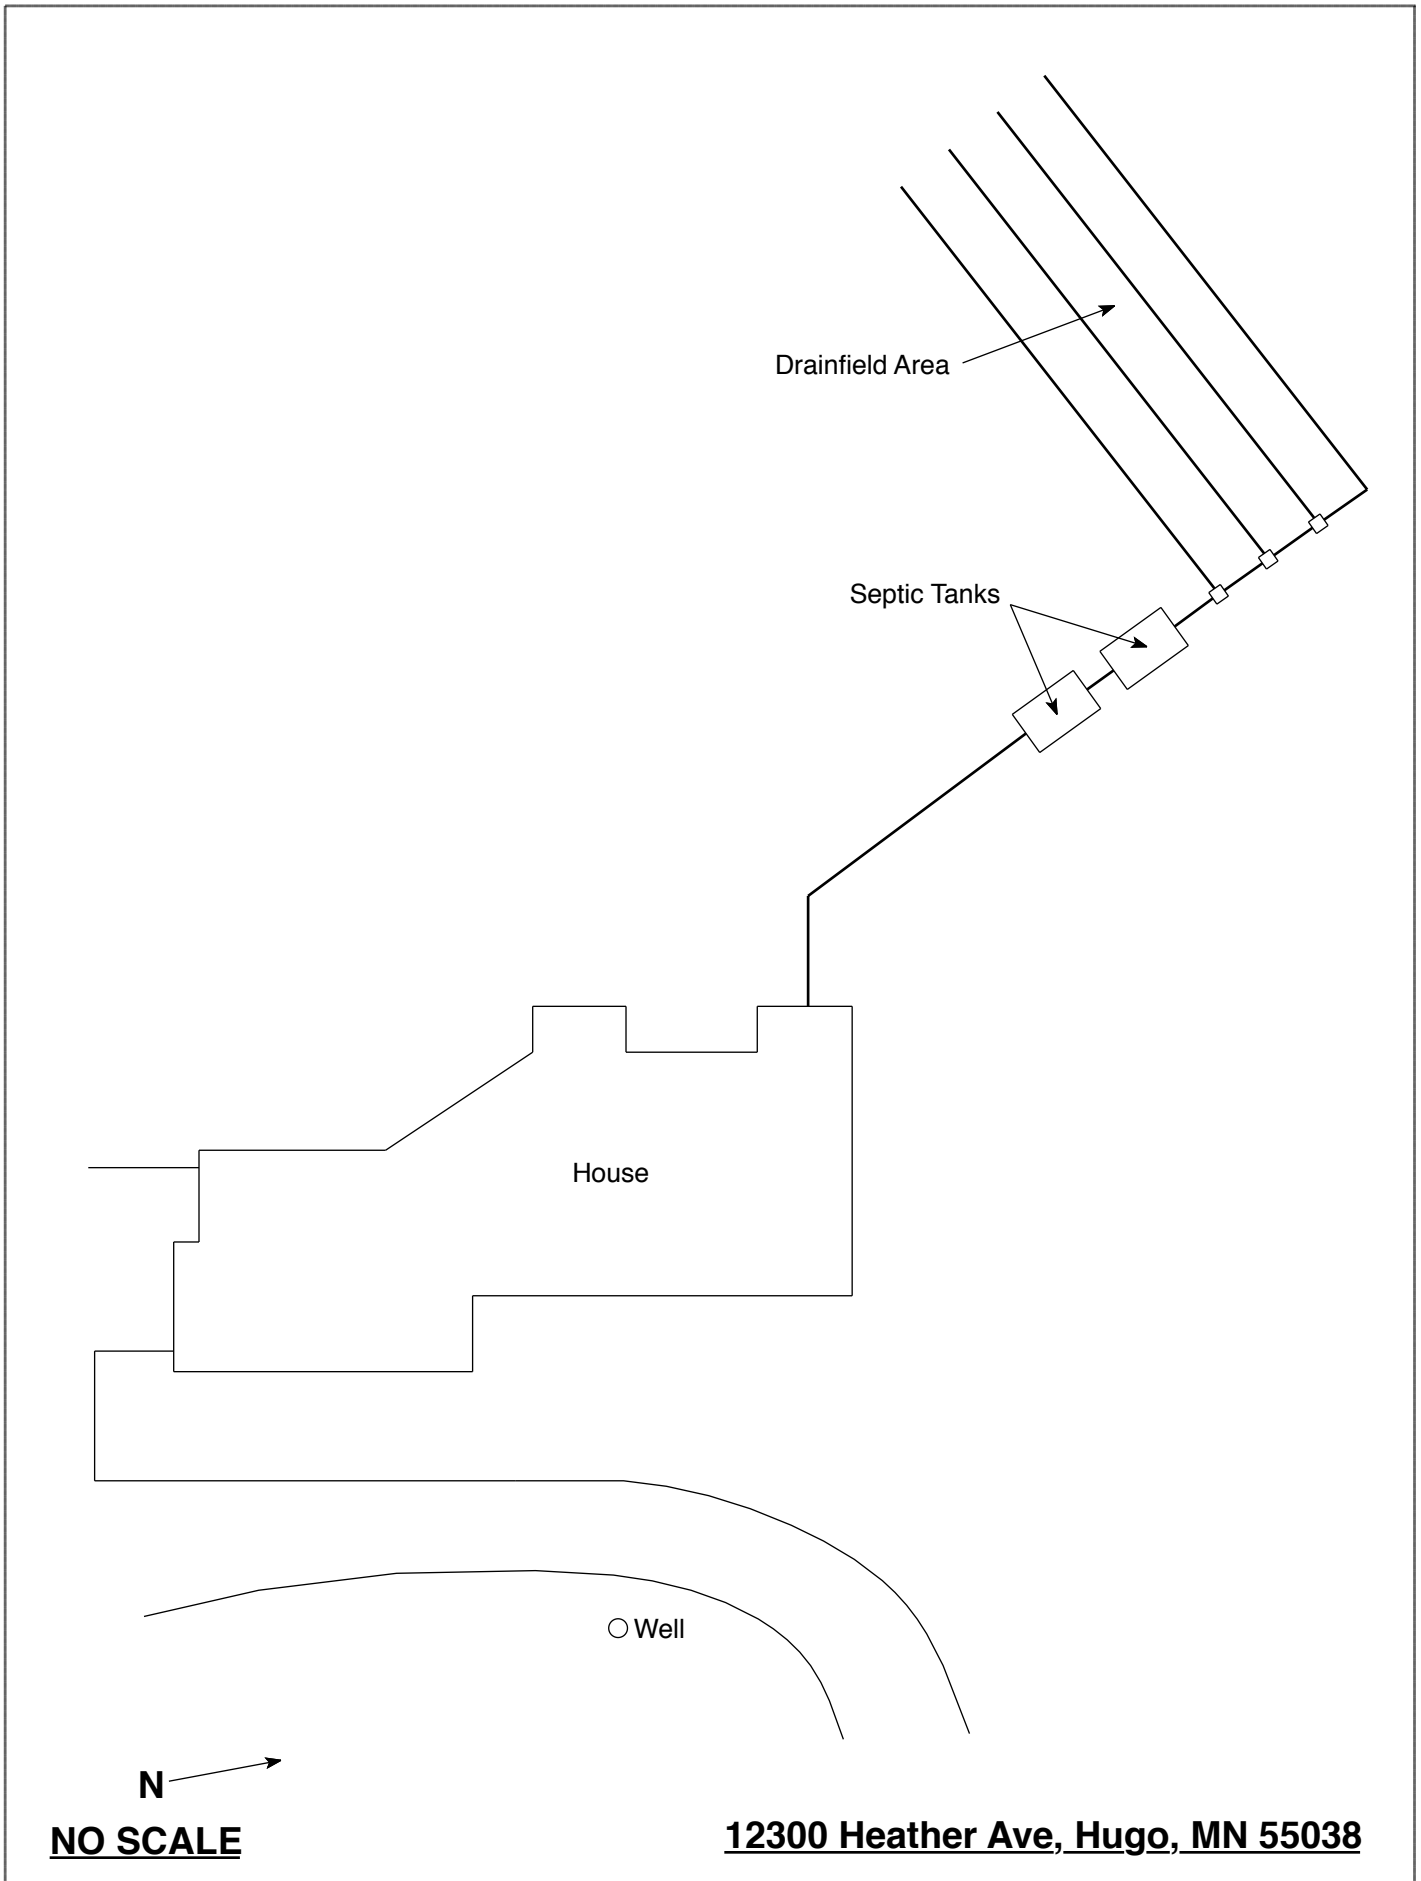 Drainfield Area
Septic Tanks
House
Well
N
NO SCALE
12300 Heather Ave, Hugo, MN 55038